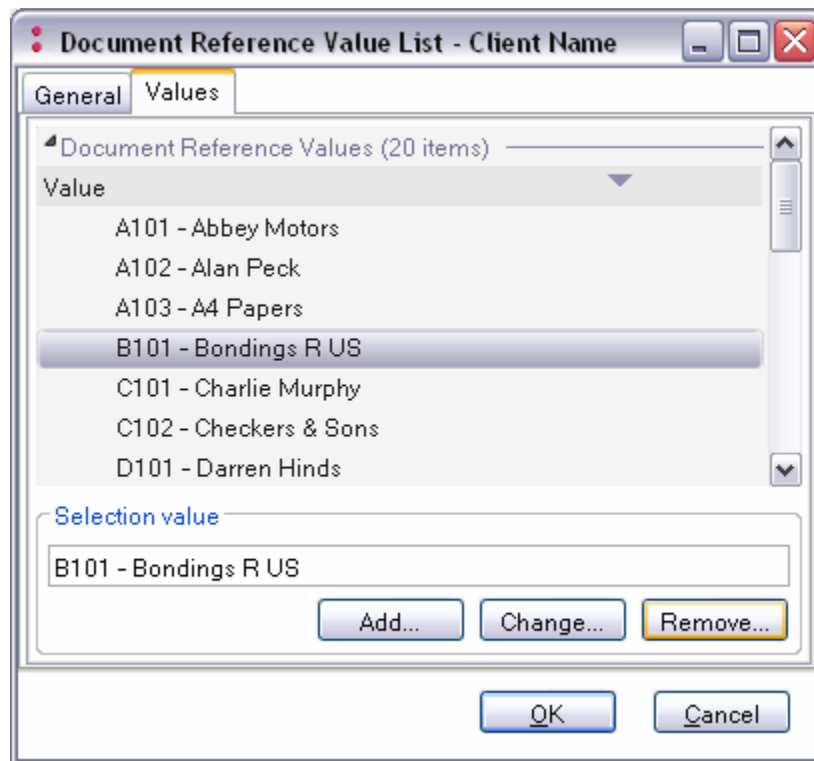 Document Reference Value List - Client Name
General
Values
Document Reference Values (20 items)
Value
A101 - Abbey Motors
A102 - Alan Peck
A103 - A4 Papers
B101 - Bondings R US
C101 - Charlie Murphy
C102 - Checkers & Sons
D101 - Darren Hinds
Selection value
B101 - Bondings R US
Add...
Change...
Remove...
OK
Cancel